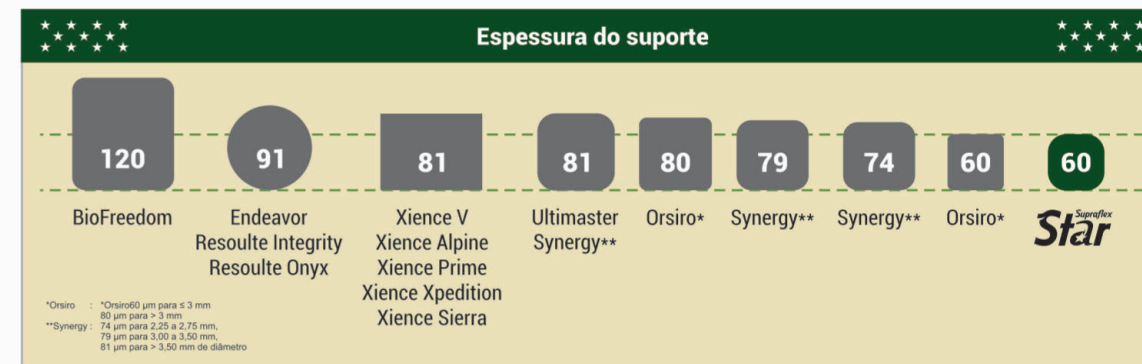 Espessura do suporte
120
91
81
81
80
79
74
60
60
BioFreedom
Endeavor
Resoulte Integrity
Resoulte Onyx
Xience V
Xience Alpine
Xience Prime
Xience Xpedition
Xience Sierra
Ultimaster
Synergy**
Orsiro*
Synergy**
Synergy**
Orsiro*
Supraflex
Star
*Orsiro : *Orsiro60 µm para ≤ 3 mm
80 µm para > 3 mm
**Synergy : 74 µm para 2,25 a 2,75 mm,
79 µm para 3,00 a 3,50 mm,
81 µm para > 3,50 mm de diâmetro